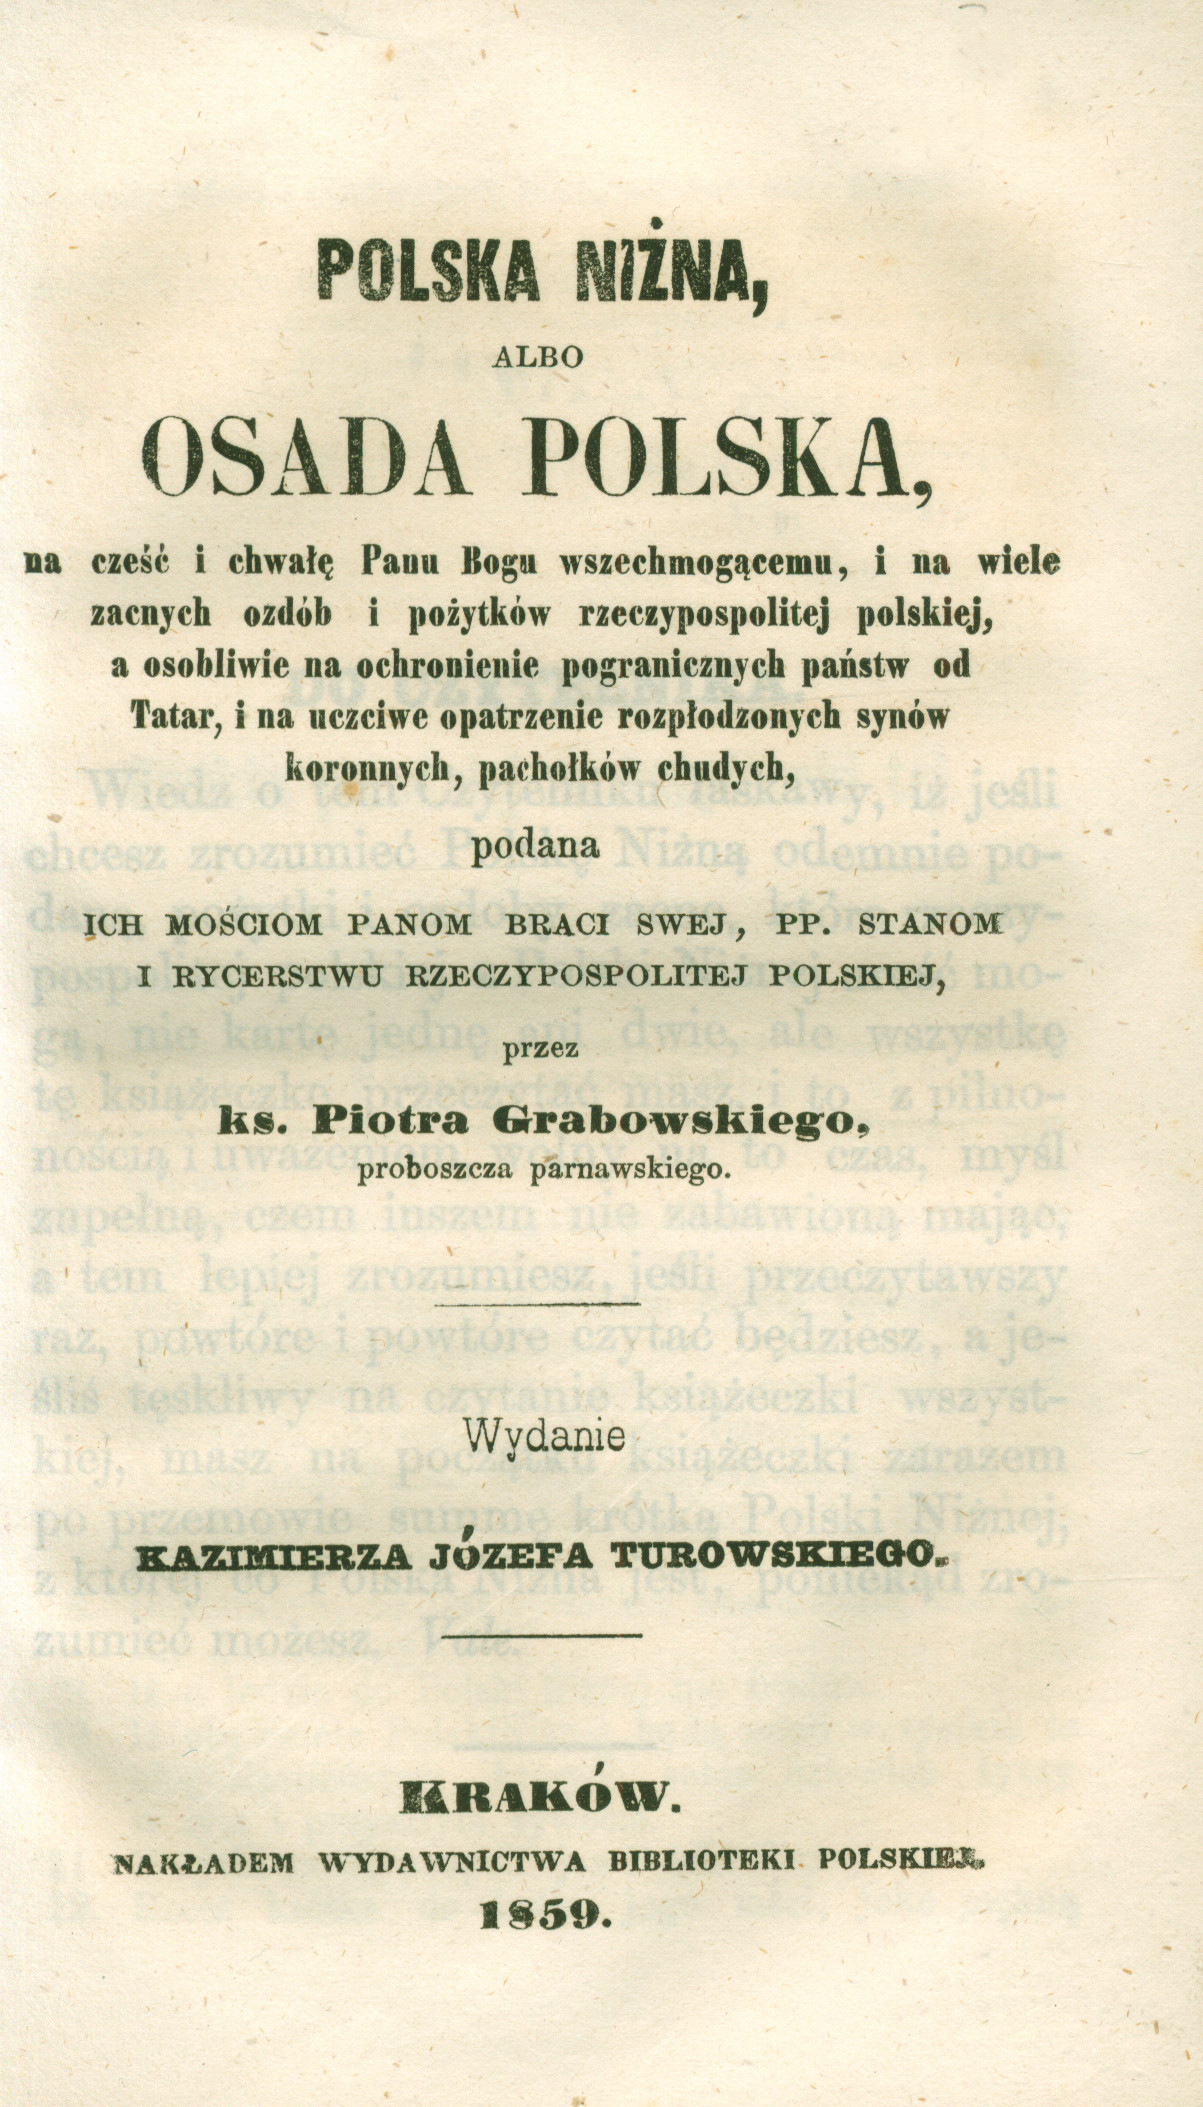 POLSKA NIŻNA,
ALBO
OSADA POLSKA,
na cześć i chwałę Panu Bogu wszechmogącemu, i na wiele
zacnych ozdób i pożytków rzeczypospolitej polskiej,
a osobliwie na ochronienie pogranicznych państw od
Tatar, i na uczciwe opatrzenie rozpłodzonych synów
koronnych, pachołków chudych,
podana
ICH MOŚCIOM PANOM BRACI SWEJ, PP. STANOM
I RYCERSTWU RZECZYPOSPOLITEJ POLSKIEJ,
przez
ks. Piotra Grabowskiego,
proboszcza parnawskiego.
Wydanie
KAZIMIERZA JÓZEFA TUROWSKIEGO.
KRAKÓW.
NAKŁADEM WYDAWNICTWA BIBLIOTEKI POLSKIEJ.
1859.